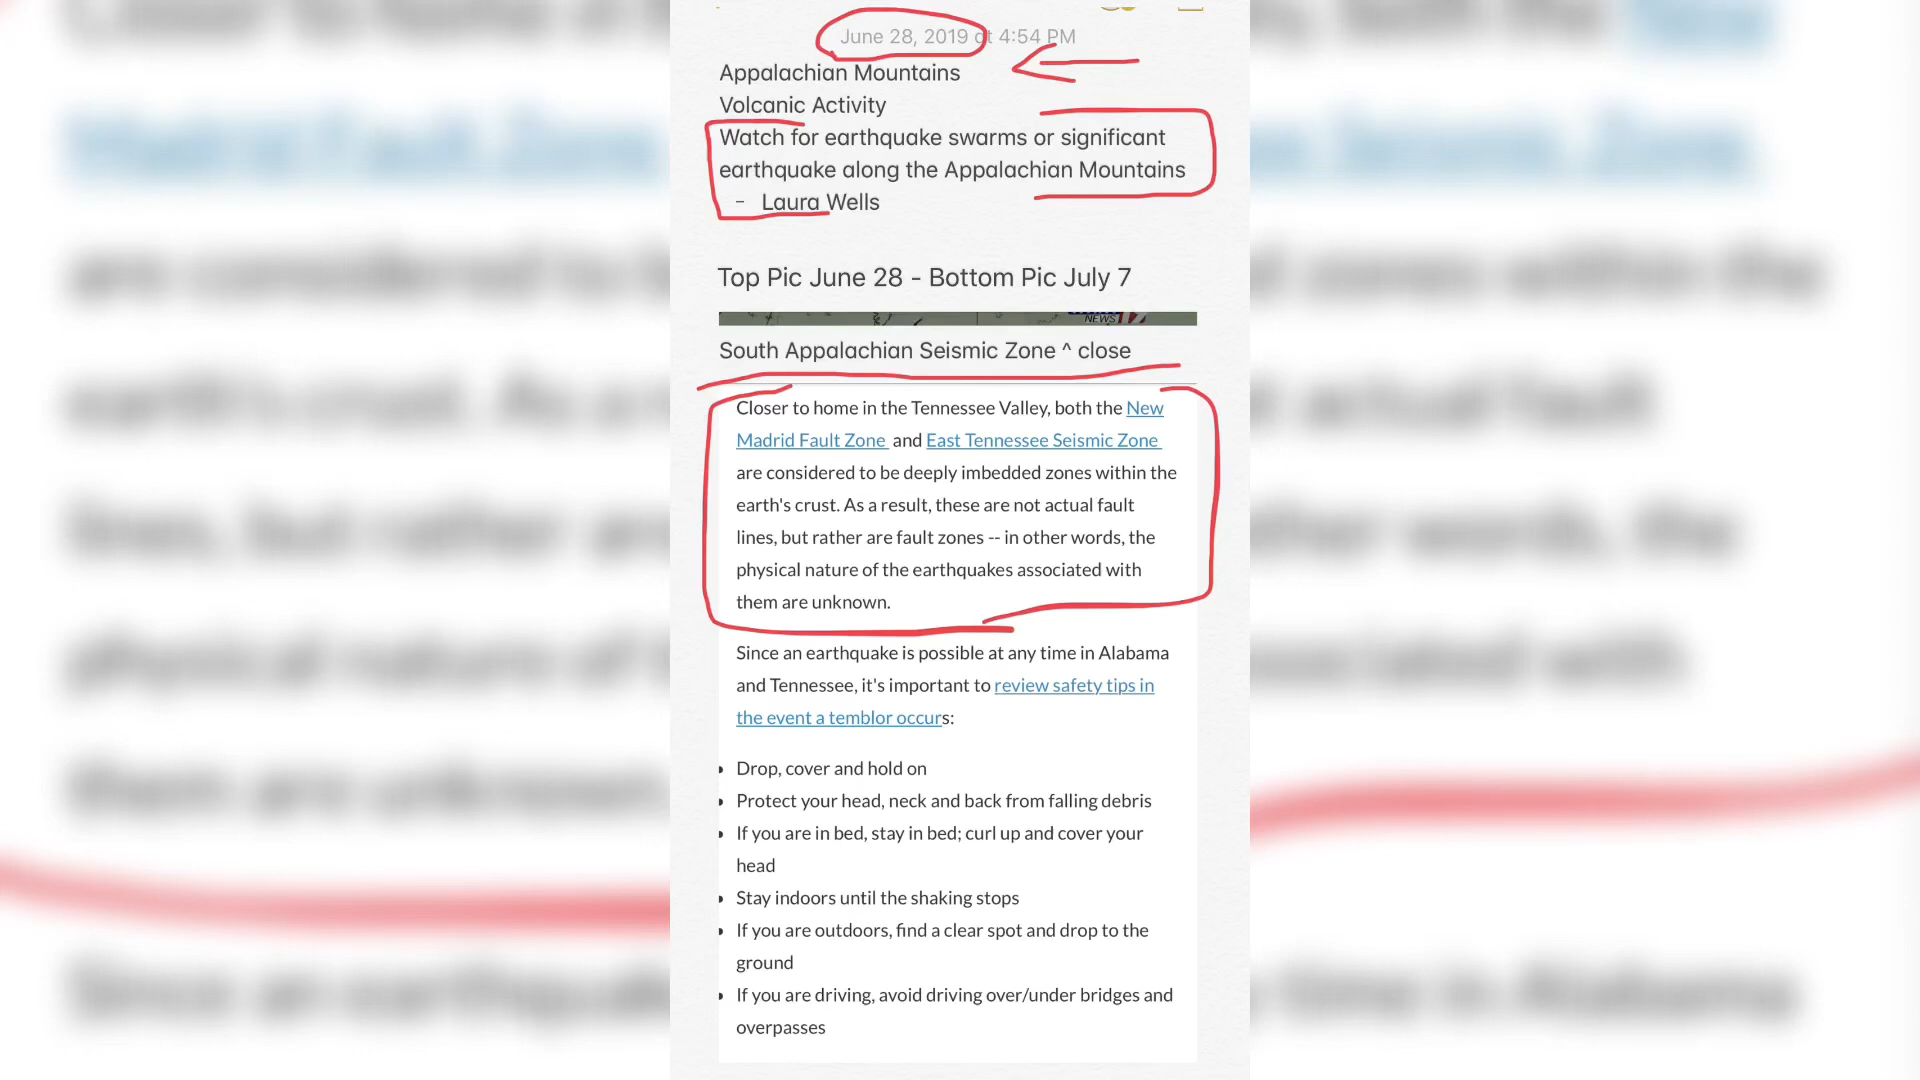 June 28, 2019 at 4:54 PM
Appalachian Mountains
Volcanic Activity
Watch for earthquake swarms or significant
earthquake along the Appalachian Mountains
- Laura Wells
Top Pic June 28 - Bottom Pic July 7
NEWS
South Appalachian Seismic Zone ^ close
Closer to home in the Tennessee Valley, both the New
Madrid Fault Zone and East Tennessee Seismic Zone
are considered to be deeply imbedded zones within the
earth's crust. As a result, these are not actual fault
lines, but rather are fault zones -- in other words, the
physical nature of the earthquakes associated with
them are unknown.
Since an earthquake is possible at any time in Alabama
and Tennessee, it's important to review safety tips in
the event a temblor occurs:
• Drop, cover and hold on
• Protect your head, neck and back from falling debris
• If you are in bed, stay in bed; curl up and cover your
head
• Stay indoors until the shaking stops
• If you are outdoors, find a clear spot and drop to the
ground
• If you are driving, avoid driving over/under bridges and
overpasses